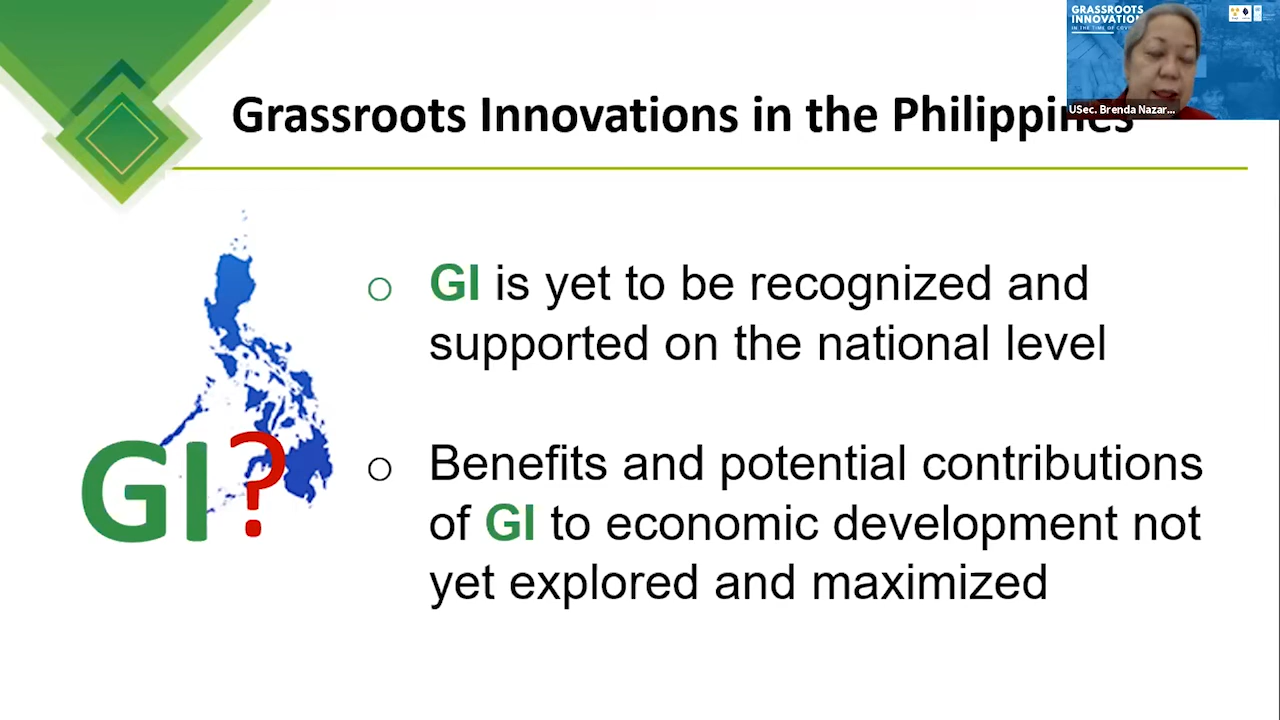 GRASSROOTS
INNOVATION
IN THE TIME OF
USec. Brenda Nazar...
Grassroots Innovations in the Philippines
GI is yet to be recognized and
supported on the national level
GI?
Benefits and potential contributions
of GI to economic development not
yet explored and maximized